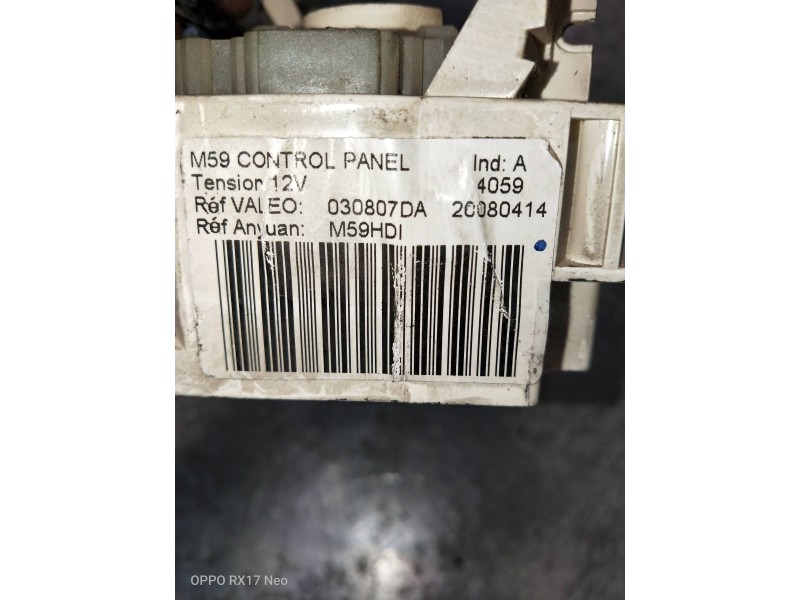 M59 CONTROL PANEL Ind: A
Tension 12V 4059
Réf VALEO: 030807DA 20080414
Réf Anyuan: M59HDI
OPPO RX17 Neo